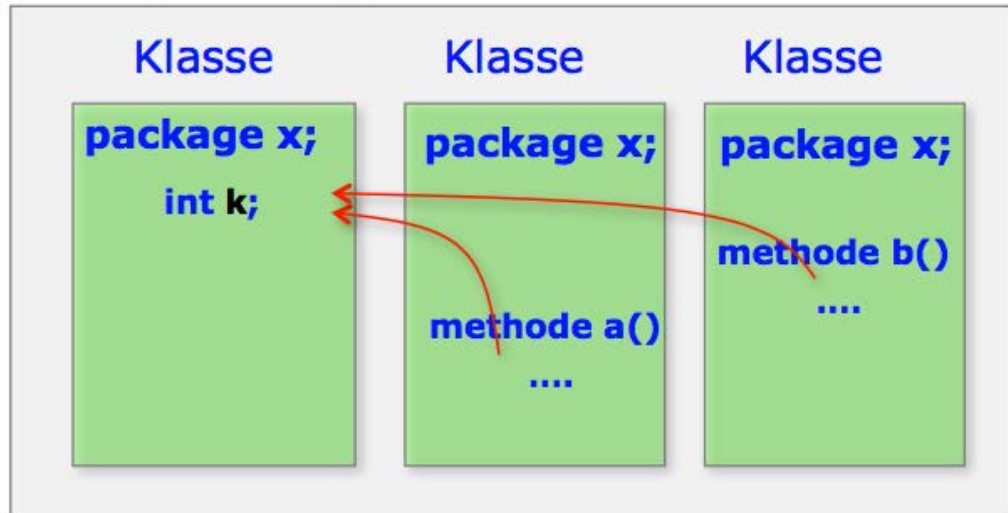 Klasse Klasse Klasse
package x; package x; package x;
int k;
methode b()
....
methode a()
....